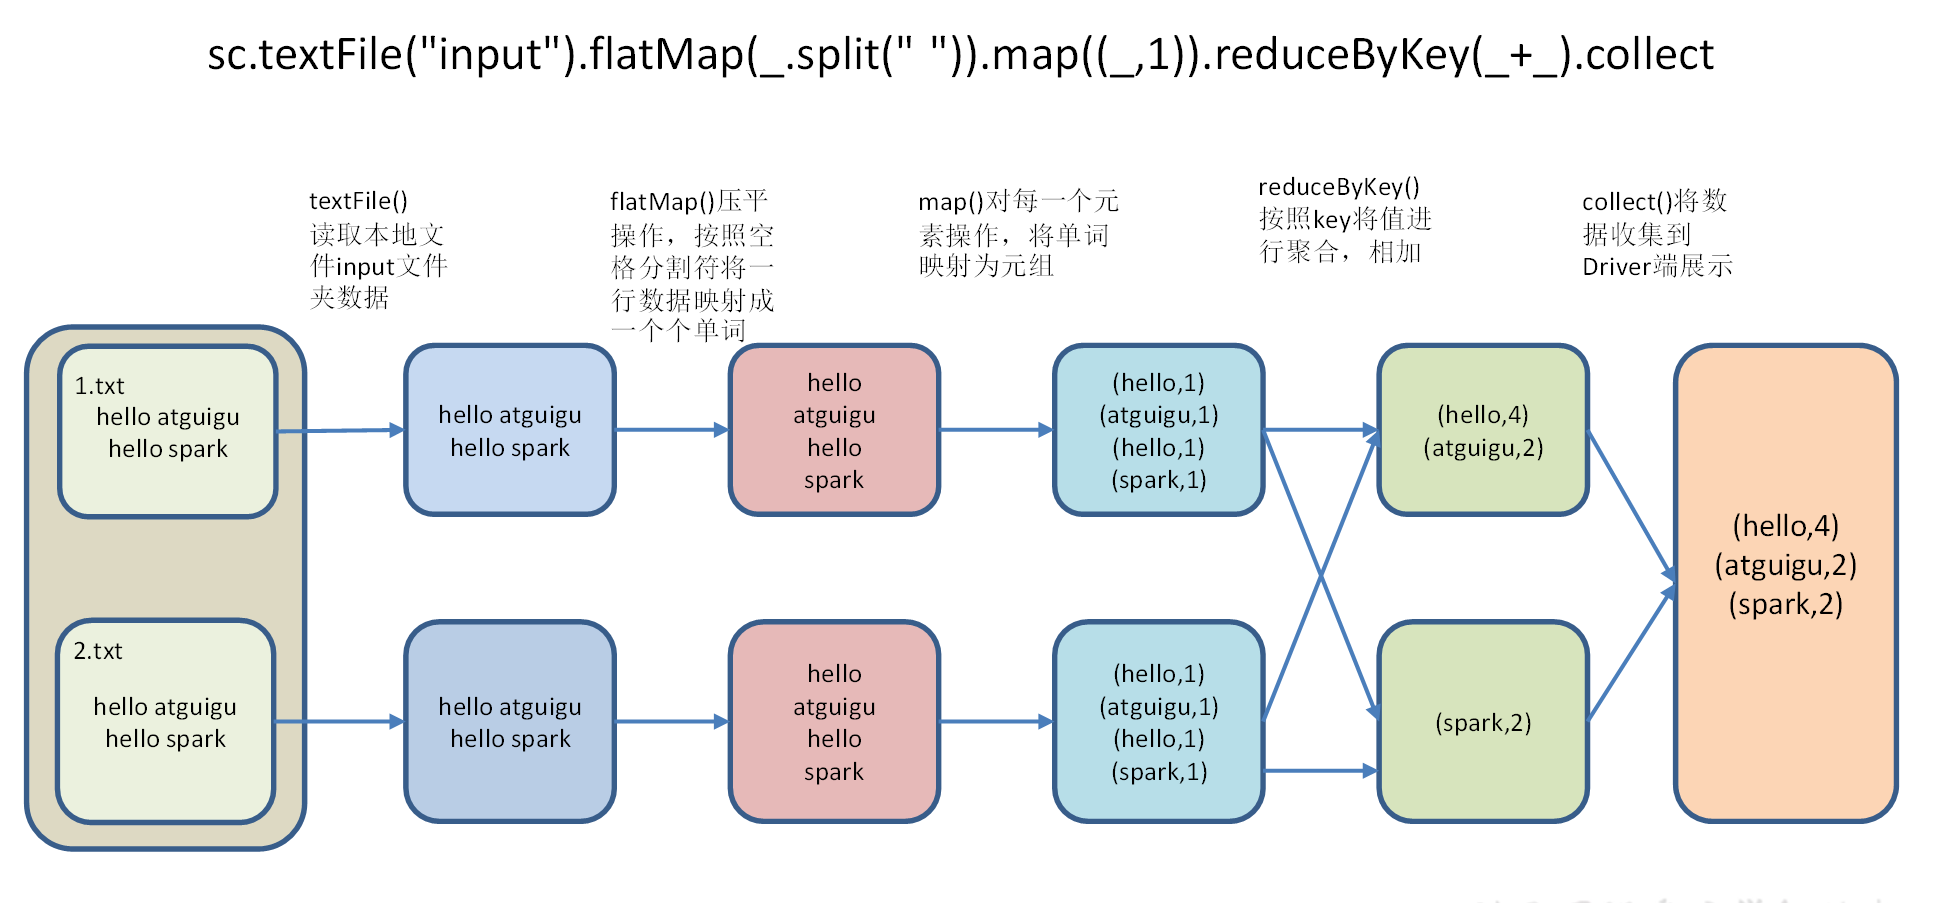 sc.textFile("input").flatMap(_.split(" ")).map((_,1)).reduceByKey(_+_).collect
textFile()
读取本地文
件input文件
夹数据
flatMap()压平
操作，按照空
格分割符将一
行数据映射成
一个个单词
map()对每一个元
素操作，将单词
映射为元组
reduceByKey()
按照key将值进
行聚合，相加
collect()将数
据收集到
Driver端展示
1.txt
hello atguigu
hello spark
hello atguigu
hello spark
hello
atguigu
hello
spark
(hello,1)
(atguigu,1)
(hello,1)
(spark,1)
(hello,4)
(atguigu,2)
(hello,4)
(atguigu,2)
(spark,2)
2.txt
hello atguigu
hello spark
hello atguigu
hello spark
hello
atguigu
hello
spark
(hello,1)
(atguigu,1)
(hello,1)
(spark,1)
(spark,2)